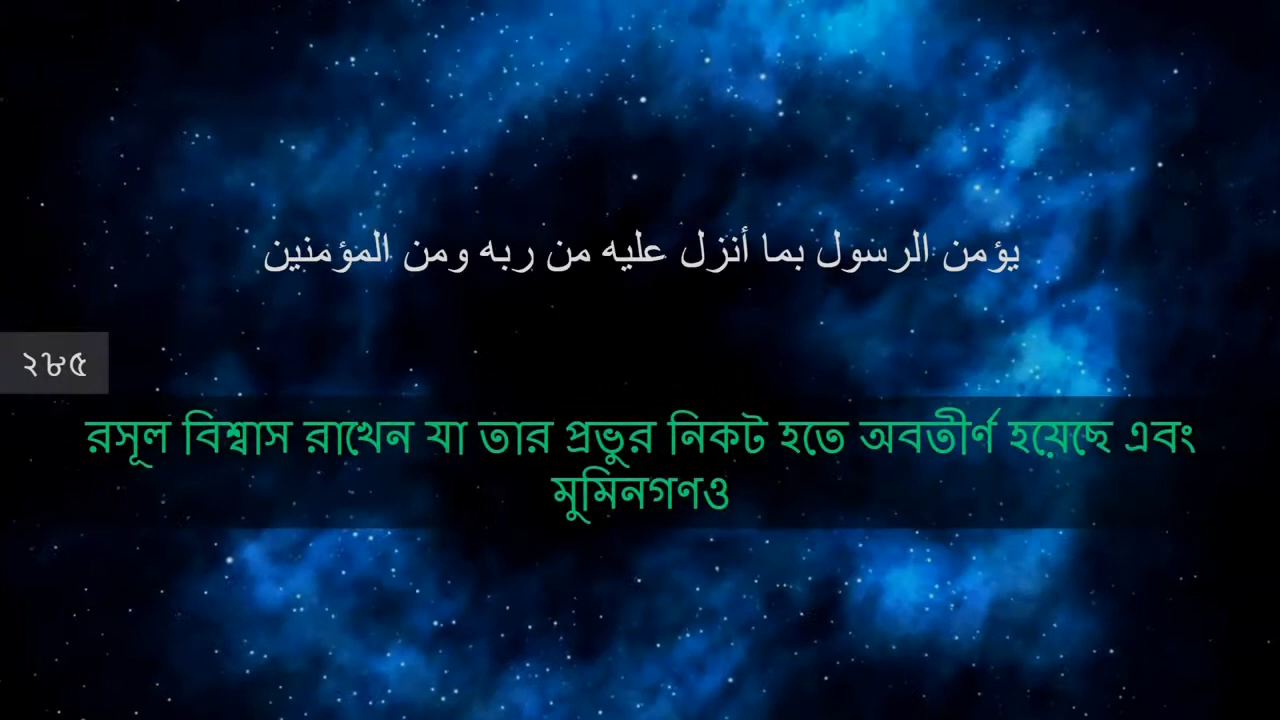 يؤمن الرسول بما أنزل عليه من ربه ومن المؤمنين
২৮৫
রসূল বিশ্বাস রাখেন যা তার প্রভুর নিকট হতে অবতীর্ণ হয়েছে এবং
মুমিনগণও